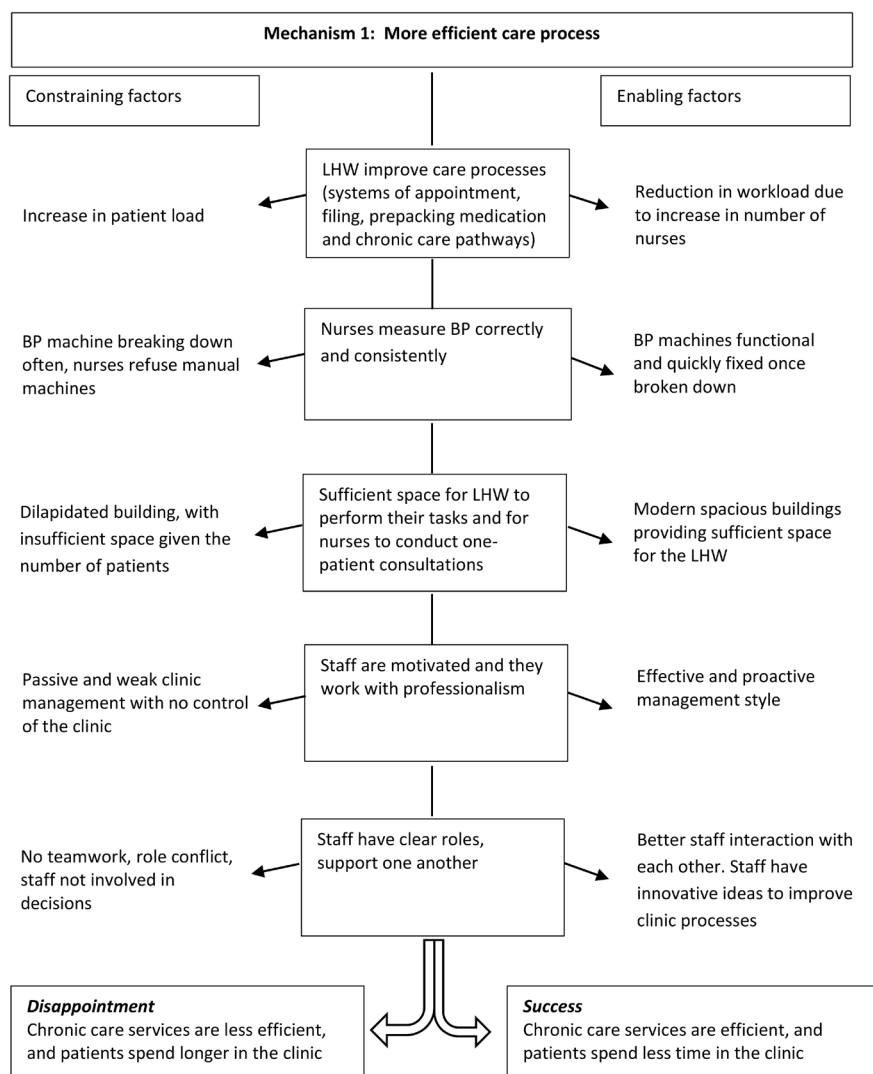 Mechanism 1:  More efficient care process
Constraining factors
Enabling factors
LHW improve care processes
(systems of appointment,
filing, prepacking medication
and chronic care pathways)
Increase in patient load
Reduction in workload due
to increase in number of
nurses
Nurses measure BP correctly
and consistently
BP machine breaking down
often, nurses refuse manual
machines
BP machines functional
and quickly fixed once
broken down
Sufficient space for LHW to
perform their tasks and for
nurses to conduct one-
patient consultations
Dilapidated building, with
insufficient space given the
number of patients
Modern spacious buildings
providing sufficient space
for the LHW
Staff are motivated and they
work with professionalism
Passive and weak clinic
management with no control
of the clinic
Effective and proactive
management style
Staff have clear roles,
support one another
No teamwork, role conflict,
staff not involved in
decisions
Better staff interaction with
each other. Staff have
innovative ideas to improve
clinic processes
Disappointment
Chronic care services are less efficient,
and patients spend longer in the clinic
Success
Chronic care services are efficient, and
patients spend less time in the clinic